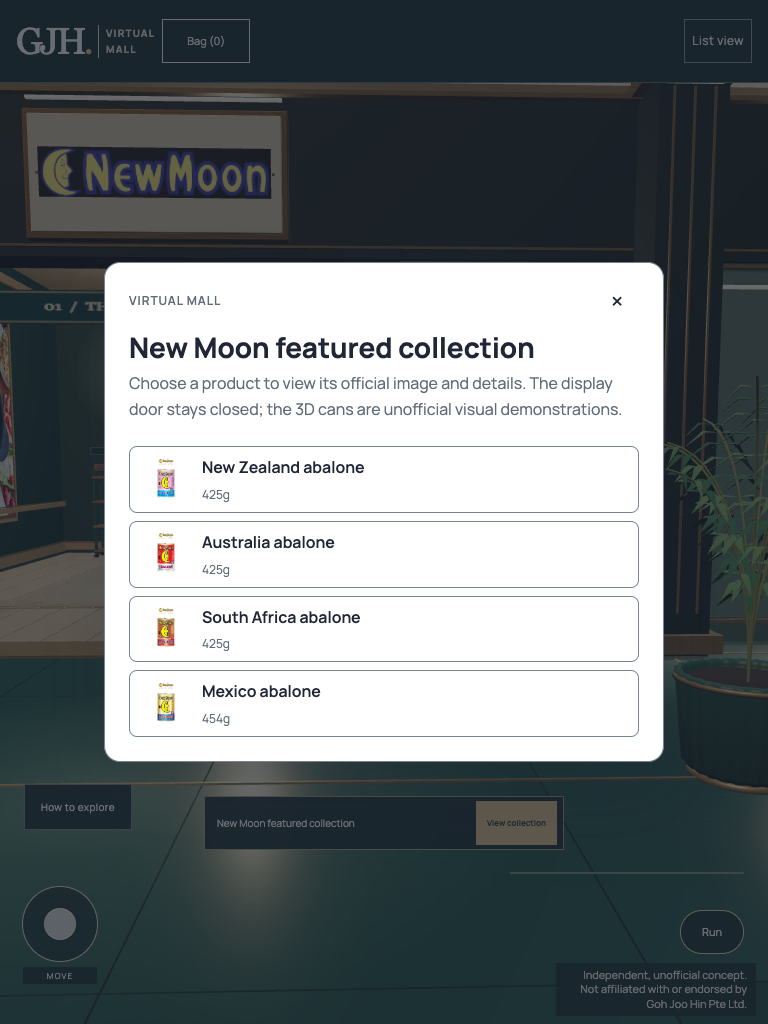 GJH.
VIRTUAL
MALL
Bag (0)
List view
NewMoon
01 / TH
VIRTUAL MALL
×
New Moon featured collection
Choose a product to view its official image and details. The display
door stays closed; the 3D cans are unofficial visual demonstrations.
New Zealand abalone
425g
Australia abalone
425g
South Africa abalone
425g
Mexico abalone
454g
How to explore
New Moon featured collection
View collection
Run
MOVE
Independent, unofficial concept.
Not affiliated with or endorsed by
Goh Joo Hin Pte Ltd.